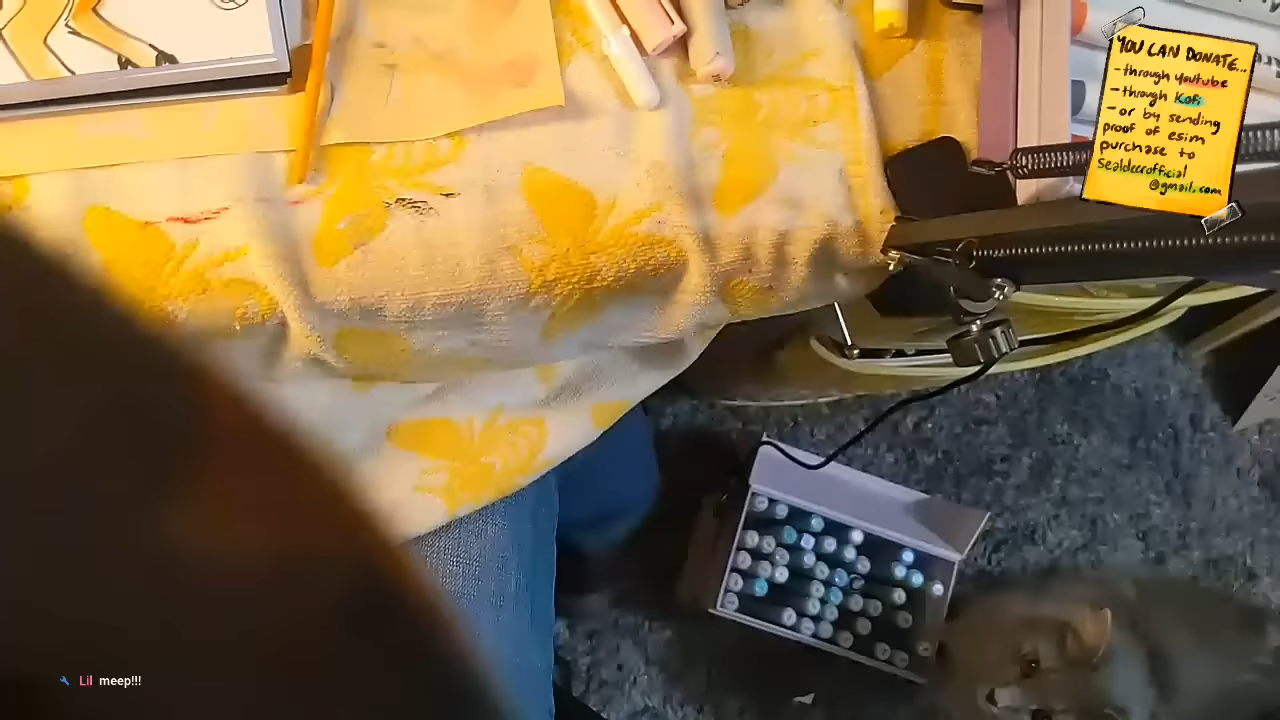 YOU CAN DONATE...
-through Youtube
-through Kofi
-or by sending
proof of esim
purchase to
sealdecofficial
@gmail.com
Lil meep!!!